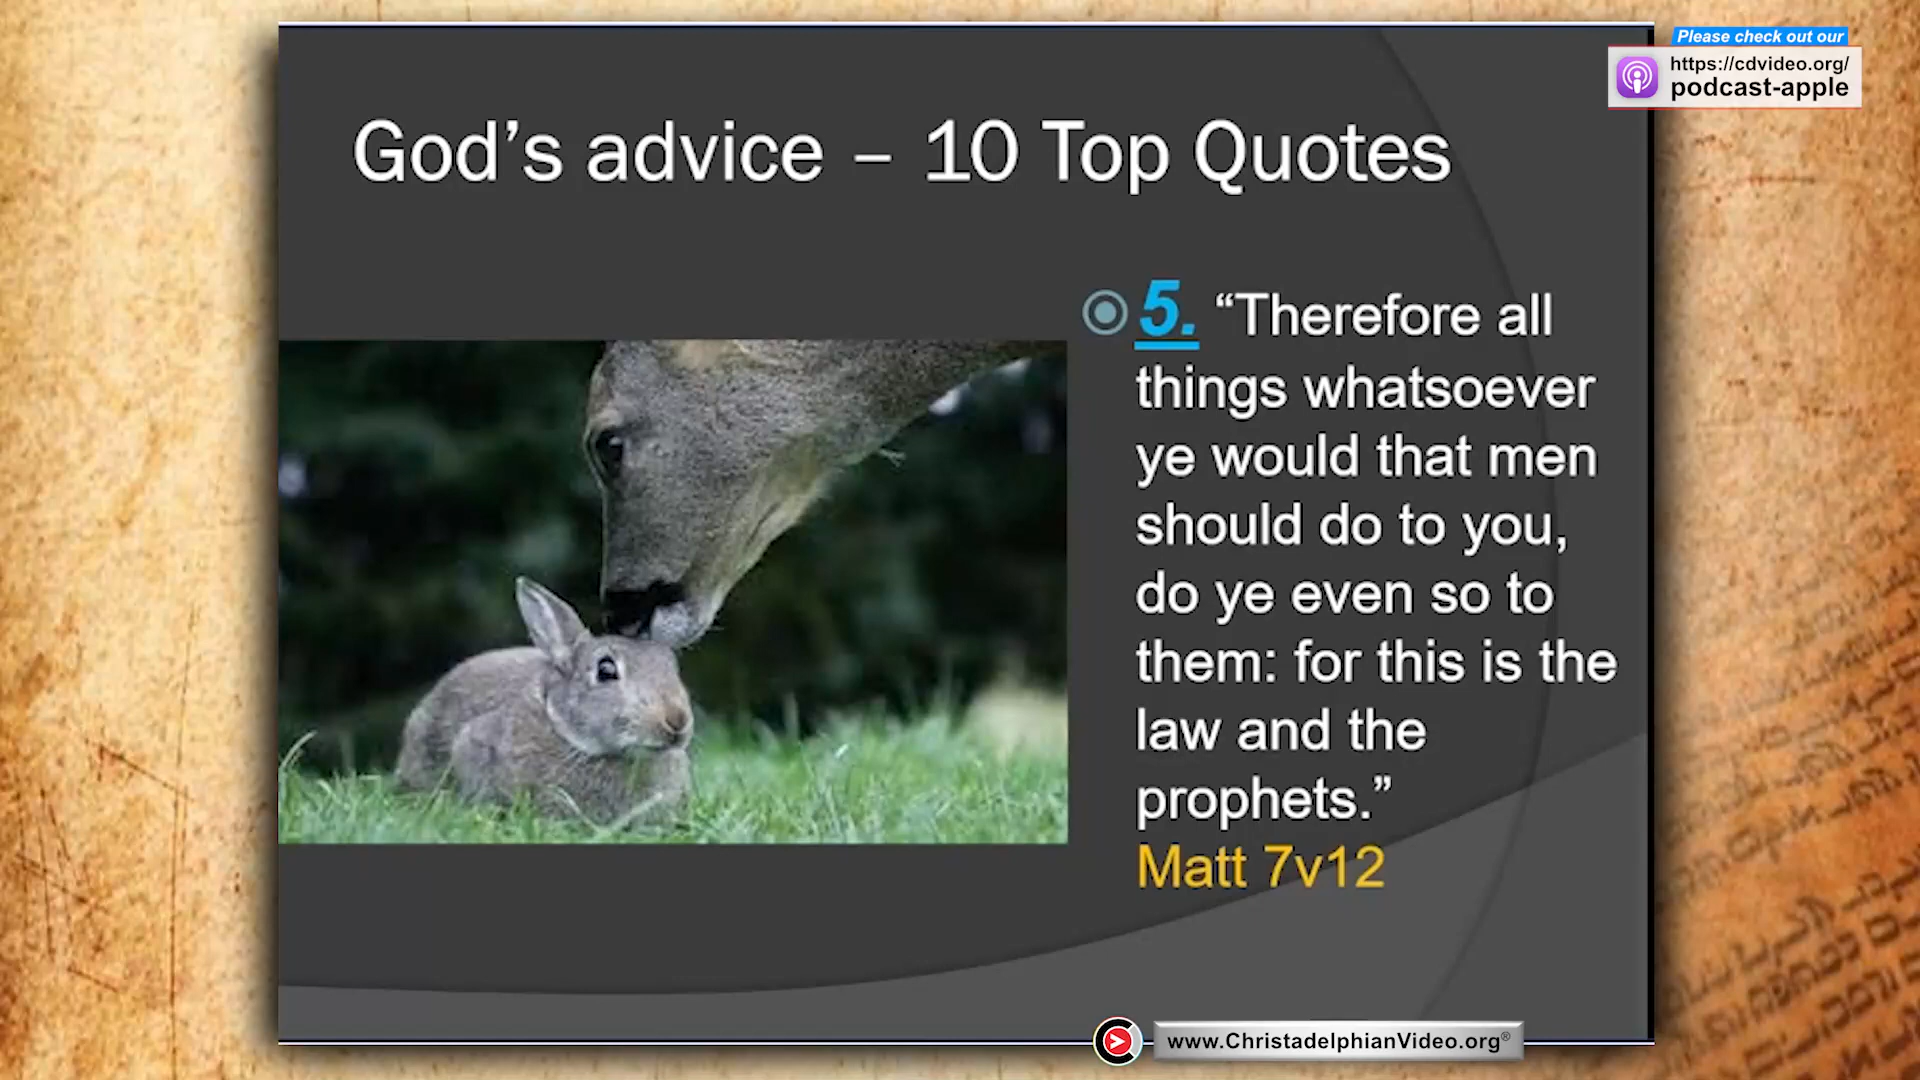 Please check out our
https://cdvideo.org/
podcast-apple
God’s advice – 10 Top Quotes
5. “Therefore all
things whatsoever
ye would that men
should do to you,
do ye even so to
them: for this is the
law and the
prophets.”
Matt 7v12
www.ChristadelphianVideo.org®